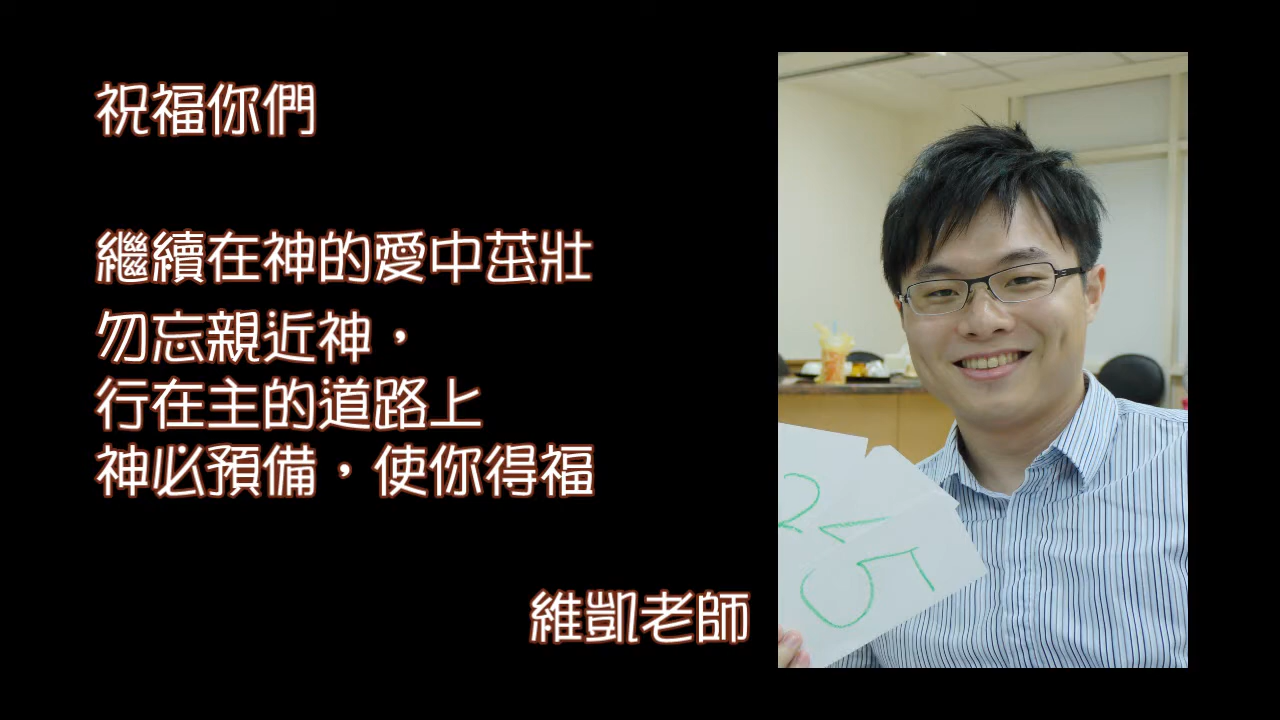 祝福你們
繼續在神的愛中茁壯
勿忘親近神，
行在主的道路上
神必預備，使你得福
維凱老師
25